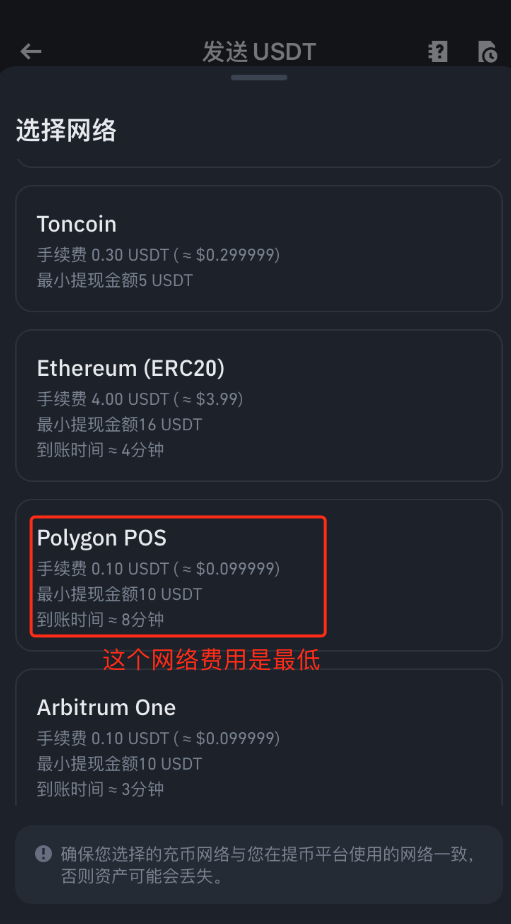 发送 USDT
选择网络
Toncoin
手续费 0.30 USDT (≈ $0.299999)
最小提现金额5 USDT
Ethereum (ERC20)
手续费 4.00 USDT (≈ $3.99)
最小提现金额16 USDT
到账时间 ≈ 4分钟
Polygon POS
手续费 0.10 USDT (≈ $0.099999)
最小提现金额10 USDT
到账时间 ≈ 8分钟
这个网络费用是最低
Arbitrum One
手续费 0.10 USDT (≈ $0.099999)
最小提现金额10 USDT
到账时间 ≈ 3分钟
确保您选择的充币网络与您在提币平台使用的网络一致，
否则资产可能会丢失。